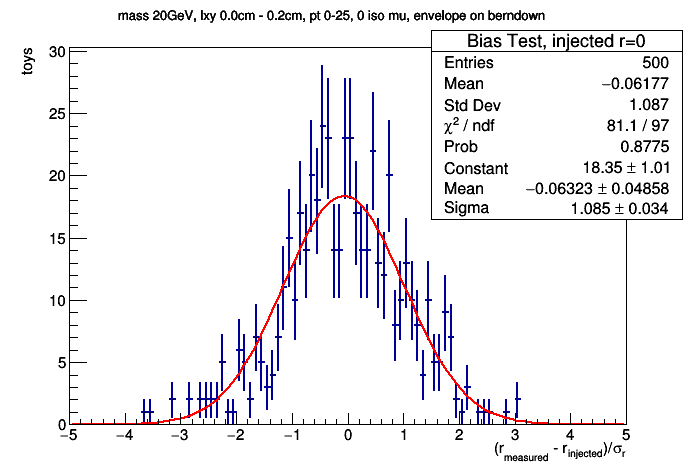 mass 20GeV, lxy 0.0cm - 0.2cm, pt 0-25, 0 iso mu, envelope on berndown
Bias Test, injected r=0
Entries 500
Mean −0.06177
Std Dev 1.087
χ² / ndf 81.1 / 97
Prob 0.8775
Constant 18.35 ± 1.01
Mean −0.06323 ± 0.04858
Sigma 1.085 ± 0.034
toys
30
25
20
15
10
5
0
−5 −4 −3 −2 −1 0 1 2 3 4 5
(r_measured - r_injected)/σ_r